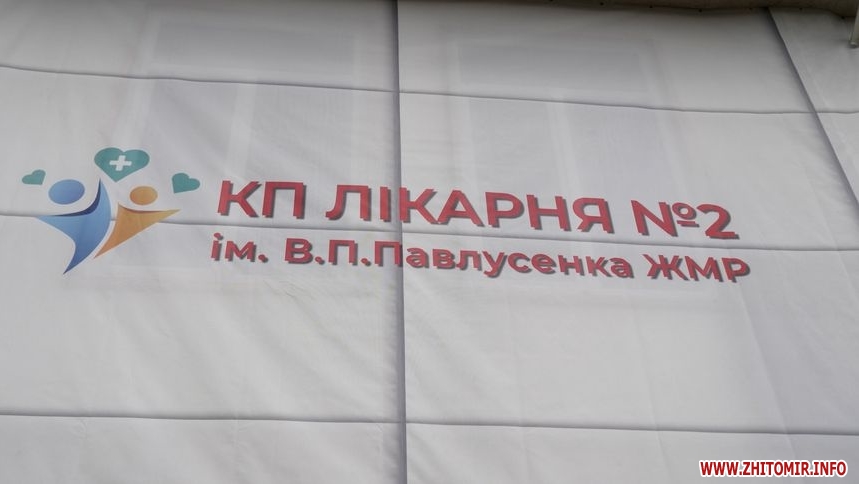 КП ЛІКАРНЯ №2
ім. В.П.Павлусенка ЖМР
WWW.ZHITOMIR.INFO